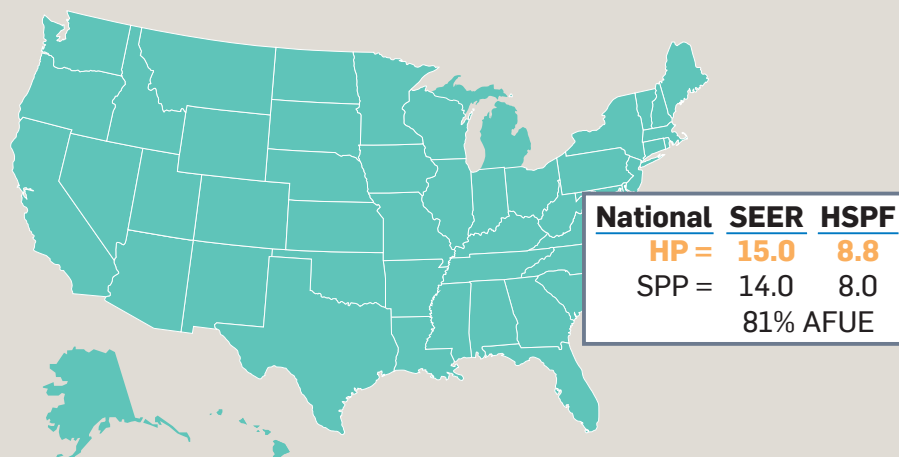 National SEER HSPF
HP = 15.0 8.8
SPP = 14.0 8.0
81% AFUE